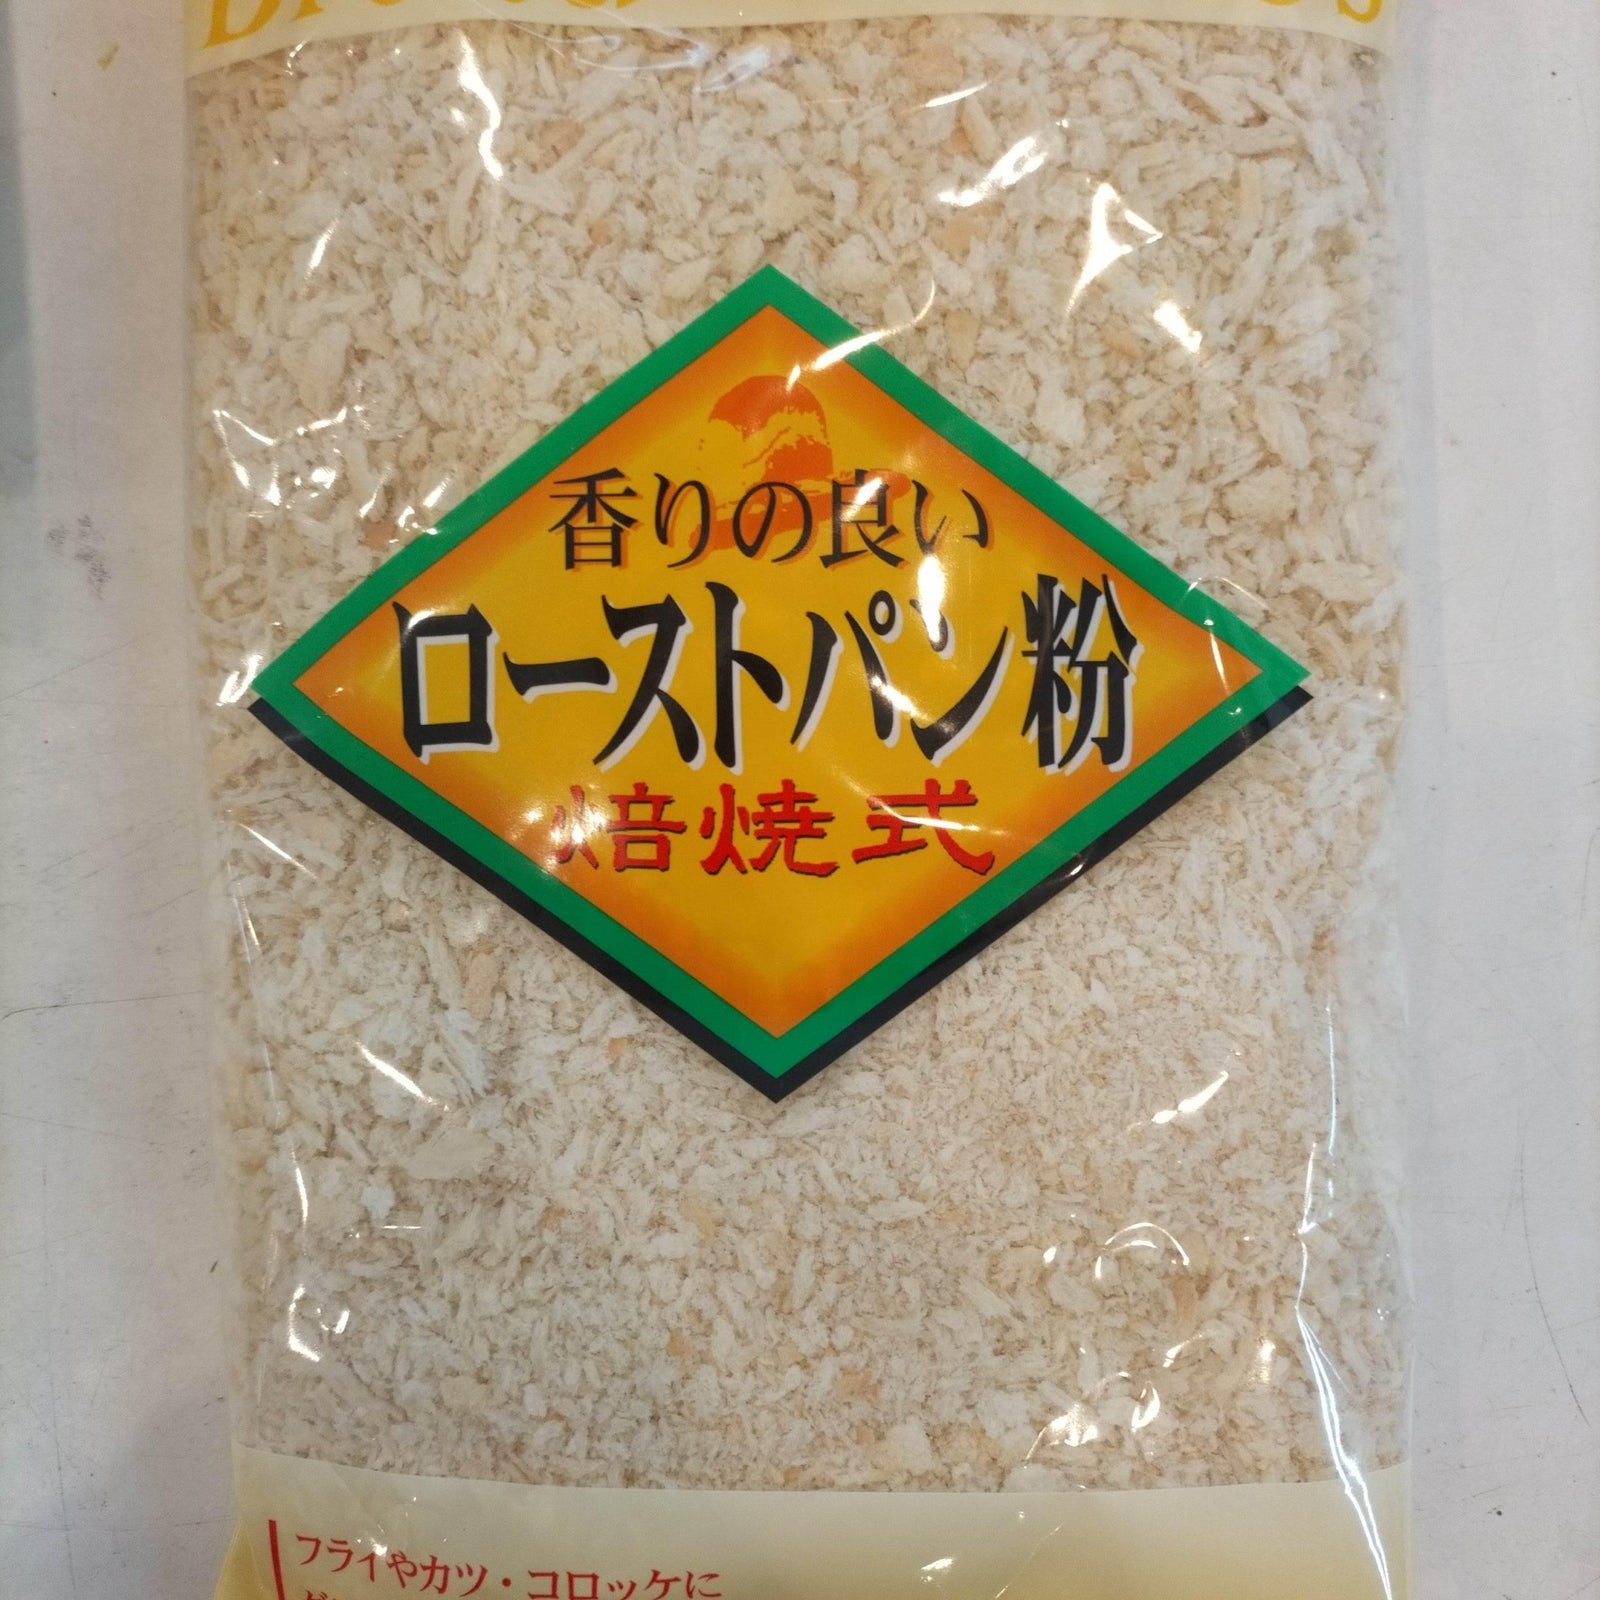 香りの良い
ローストパン粉
焙焼式
フライやカツ・コロッケに